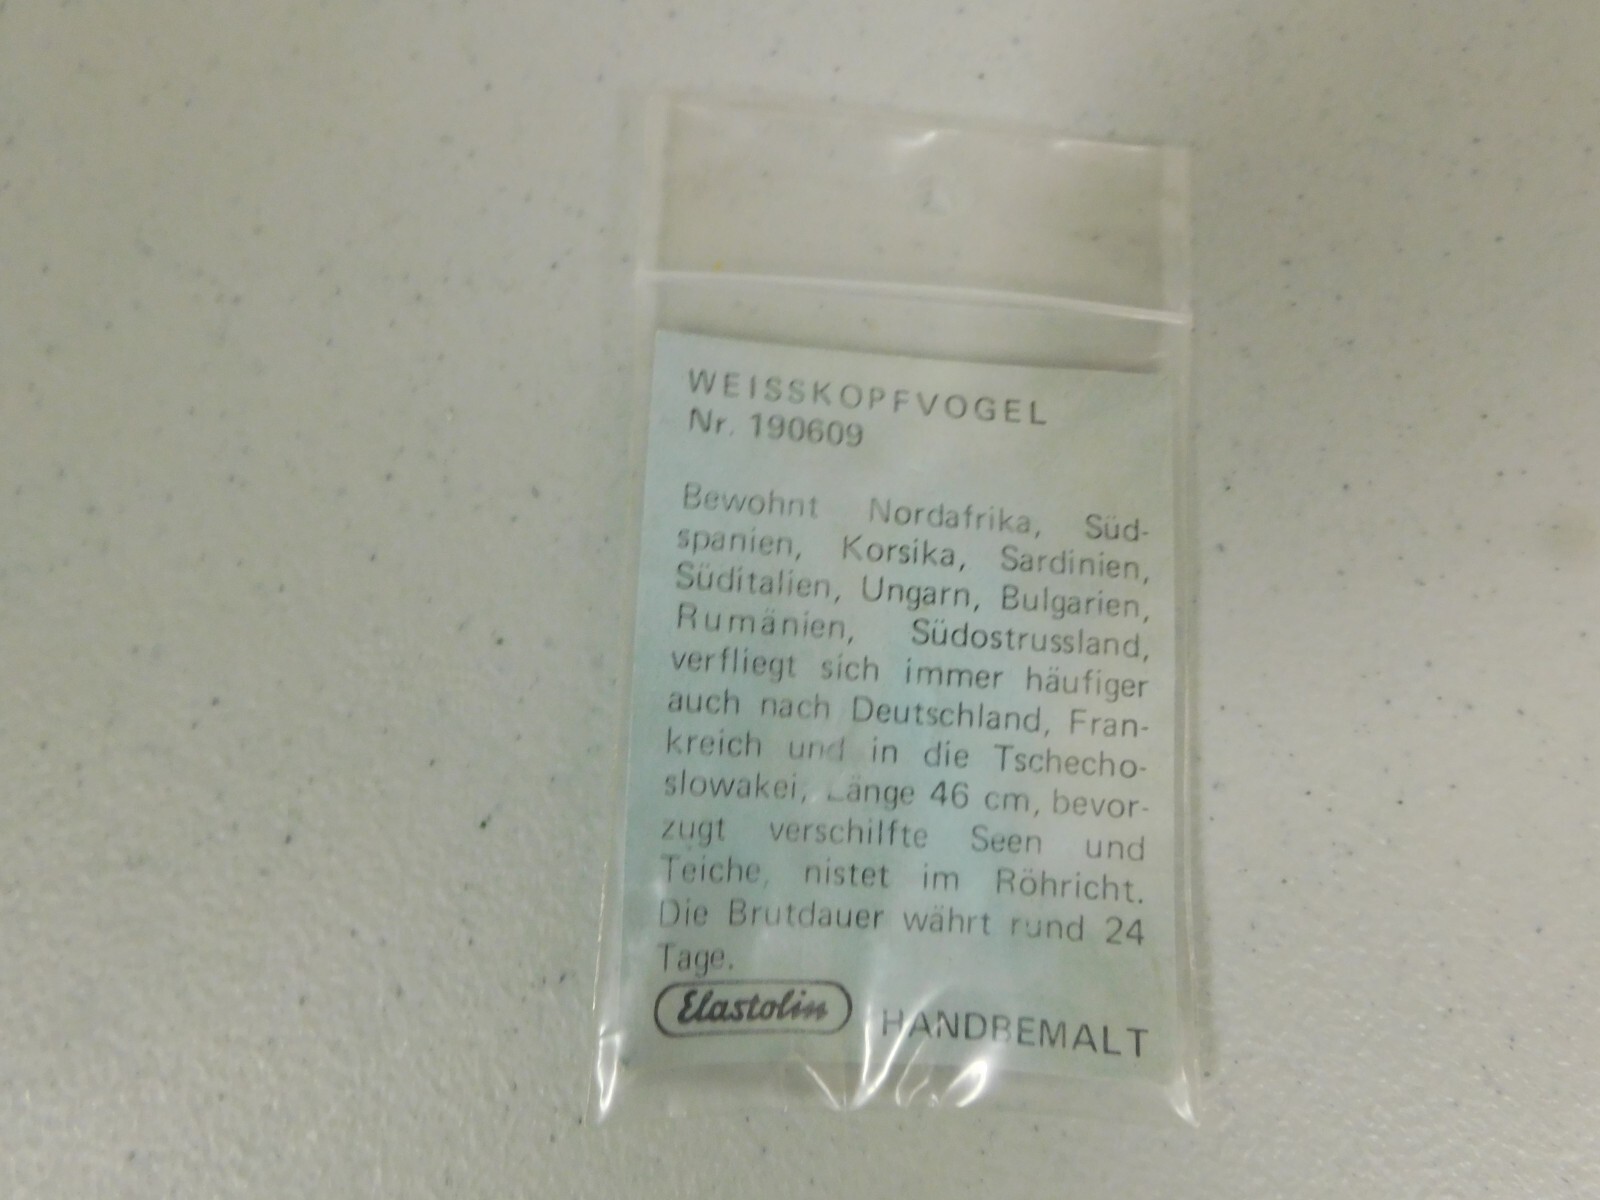 WEISSKOPFVOGEL
Nr. 190609
Bewohnt Nordafrika, Süd-
spanien, Korsika, Sardinien,
Süditalien, Ungarn, Bulgarien,
Rumänien, Südostrussland,
verfliegt sich immer häufiger
auch nach Deutschland, Fran-
kreich und in die Tschecho-
slowakei, Länge 46 cm, bevor-
zugt verschilfte Seen und
Teiche, nistet im Röhricht.
Die Brutdauer währt rund 24
Tage.
Elastolin HANDBEMALT